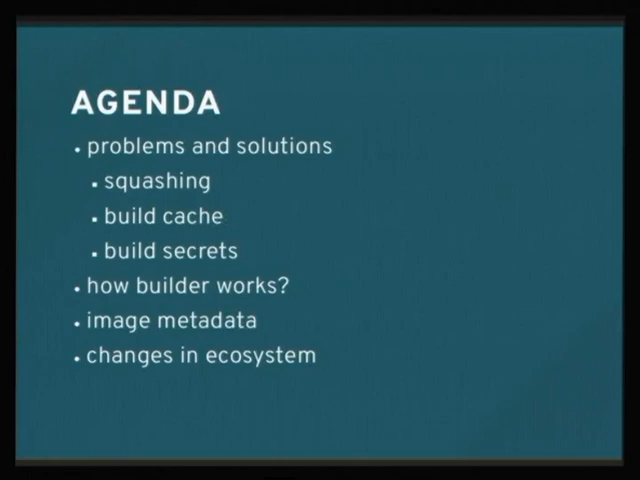 AGENDA
• problems and solutions
▪ squashing
▪ build cache
▪ build secrets
• how builder works?
• image metadata
• changes in ecosystem